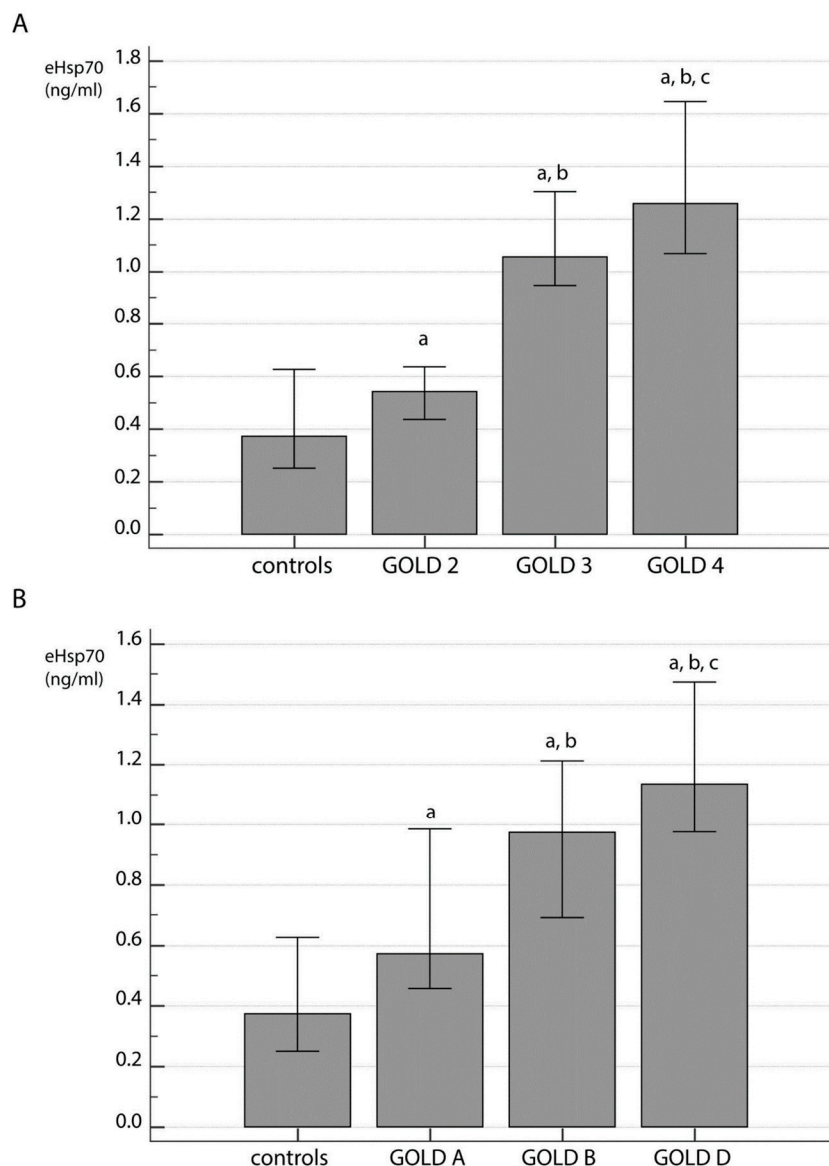 A
eHsp70
(ng/ml)
1.8
1.6
1.4
1.2
1.0
0.8
0.6
0.4
0.2
0.0
a
a, b
a, b, c
controls GOLD 2 GOLD 3 GOLD 4
B
eHsp70
(ng/ml)
1.6
1.4
1.2
1.0
0.8
0.6
0.4
0.2
0.0
a
a, b
a, b, c
controls GOLD A GOLD B GOLD D